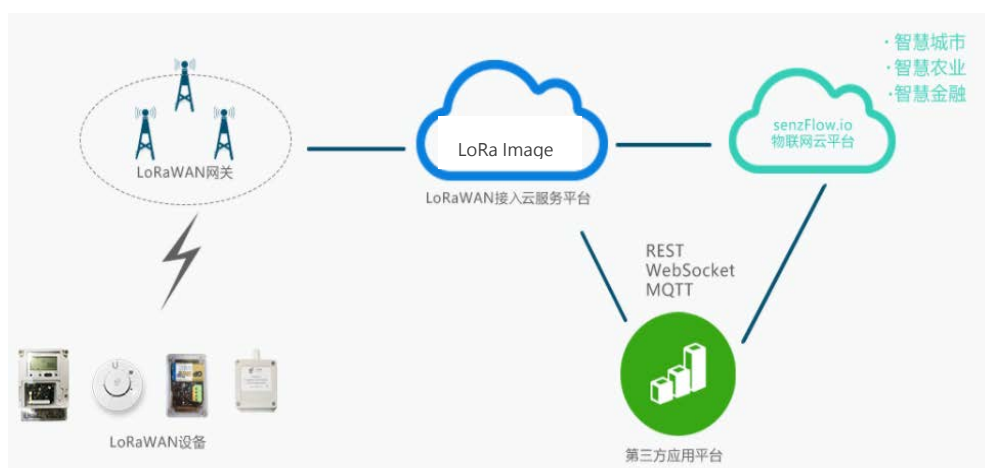 · 智慧城市
· 智慧农业
· 智慧金融
senzFlow.io
物联网云平台
LoRa Image
LoRaWAN网关
LoRaWAN接入云服务平台
REST
WebSocket
MQTT
LoRaWAN设备
第三方应用平台